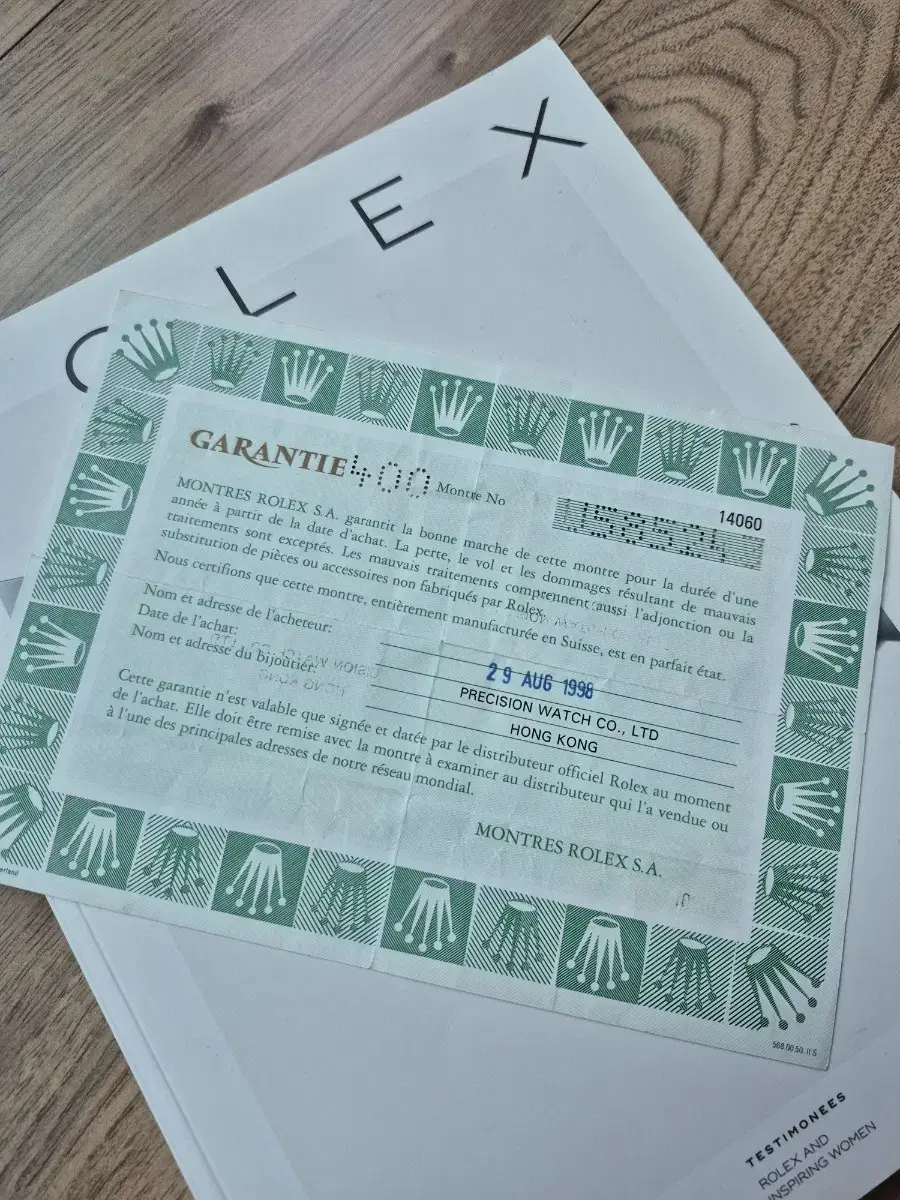 O L E X
GARANTIE 400 Montre No
14060
MONTRES ROLEX S.A. garantit la bonne marche de cette montre pour la durée d'une
année à partir de la date d'achat. La perte, le vol et les dommages résultant de mauvais
traitements sont exceptés. Les mauvais traitements comprennent aussi l'adjonction ou la
substitution de pièces ou accessoires non fabriqués par Rolex.
Nous certifions que cette montre, entièrement manufacturée en Suisse, est en parfait état.
Nom et adresse de l'acheteur:
Date de l'achat: 29 AUG 1998
Nom et adresse du bijoutier: PRECISION WATCH CO., LTD
HONG KONG
Cette garantie n'est valable que signée et datée par le distributeur officiel Rolex au moment
de l'achat. Elle doit être remise avec la montre à examiner au distributeur qui l'a vendue ou
à l'une des principales adresses de notre réseau mondial.
MONTRES ROLEX S.A.
erland
568.00.50. II 5
TESTIMONEES
ROLEX AND
INSPIRING WOMEN